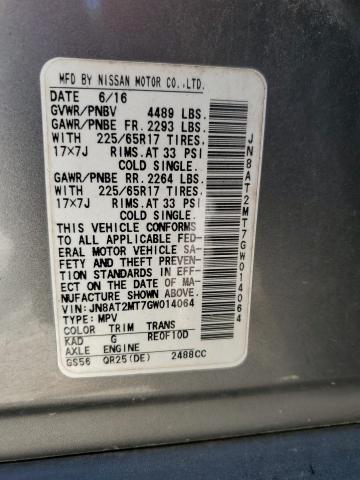 MFD BY NISSAN MOTOR CO.,LTD.
DATE 6/16
GVWR/PNBV 4489 LBS.
GAWR/PNBE FR. 2293 LBS.
WITH 225/65R17 TIRES.
17×7J RIMS.AT 33 PSI
COLD SINGLE.
GAWR/PNBE RR. 2264 LBS.
WITH 225/65R17 TIRES.
17×7J RIMS.AT 33 PSI
COLD SINGLE.
THIS VEHICLE CONFORMS
TO ALL APPLICABLE FED-
ERAL MOTOR VEHICLE SA-
FETY AND THEFT PREVEN-
TION STANDARDS IN EFF-
ECT ON THE DATE OF MA-
NUFACTURE SHOWN ABOVE.
VIN:JN8AT2MT7GW014064
TYPE:MPV
COLOR TRIM TRANS
KAD G RE0F10D
AXLE ENGINE
GS56 QR25(DE) 2488CC
JN8AT2MT7GW014064